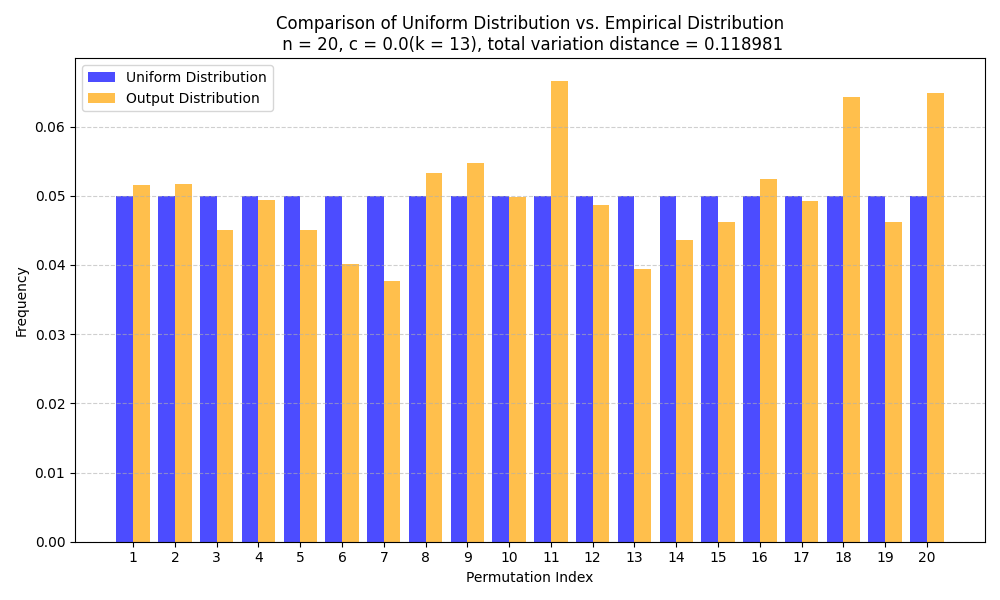 Comparison of Uniform Distribution vs. Empirical Distribution
n = 20, c = 0.0(k = 13), total variation distance = 0.118981
Uniform Distribution
Output Distribution
0.06
0.05
0.04
0.03
0.02
0.01
0.00
Frequency
1 2 3 4 5 6 7 8 9 10 11 12 13 14 15 16 17 18 19 20
Permutation Index